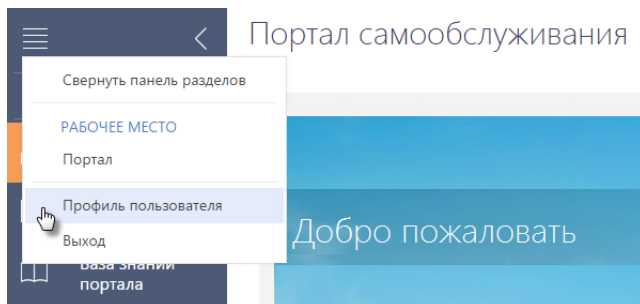 Портал самообслуживания
Свернуть панель разделов
РАБОЧЕЕ МЕСТО
Портал
Профиль пользователя
Выход
Добро пожаловать
База знаний
портала